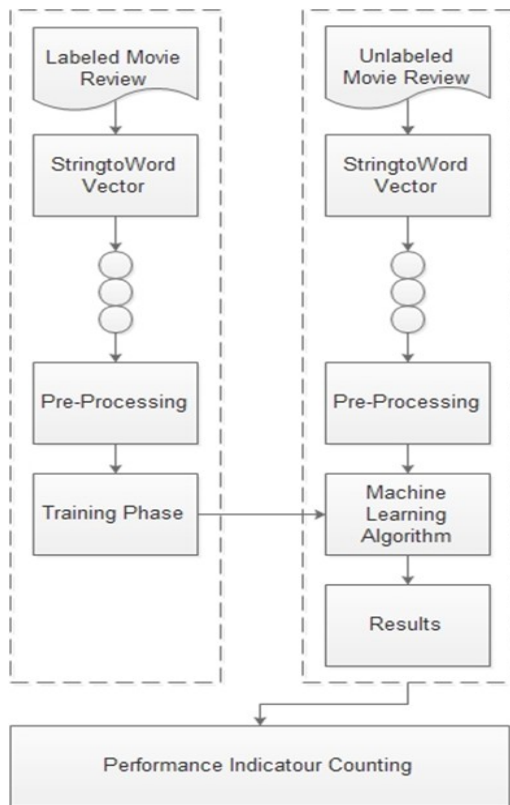 Labeled Movie
Review
StringtoWord
Vector
Pre-Processing
Training Phase
Unlabeled
Movie Review
StringtoWord
Vector
Pre-Processing
Machine
Learning
Algorithm
Results
Performance Indicatour Counting